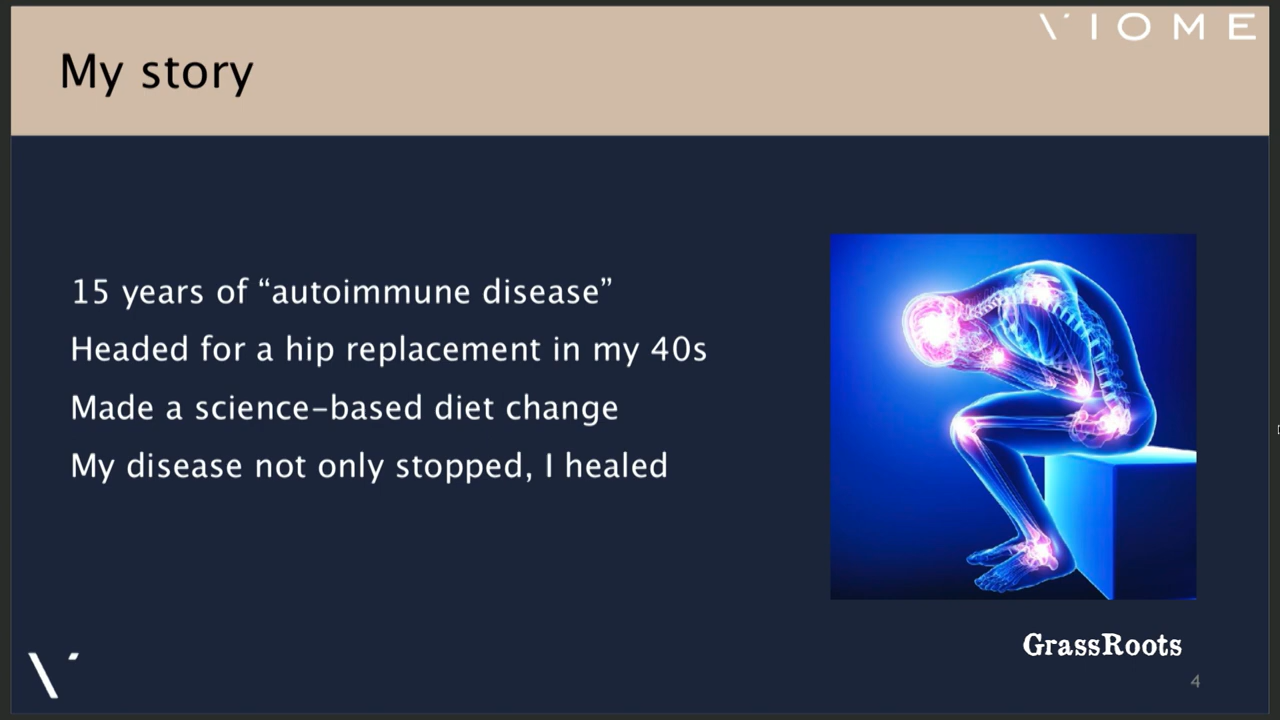 VIOME
My story
15 years of “autoimmune disease”
Headed for a hip replacement in my 40s
Made a science-based diet change
My disease not only stopped, I healed
GrassRoots
4